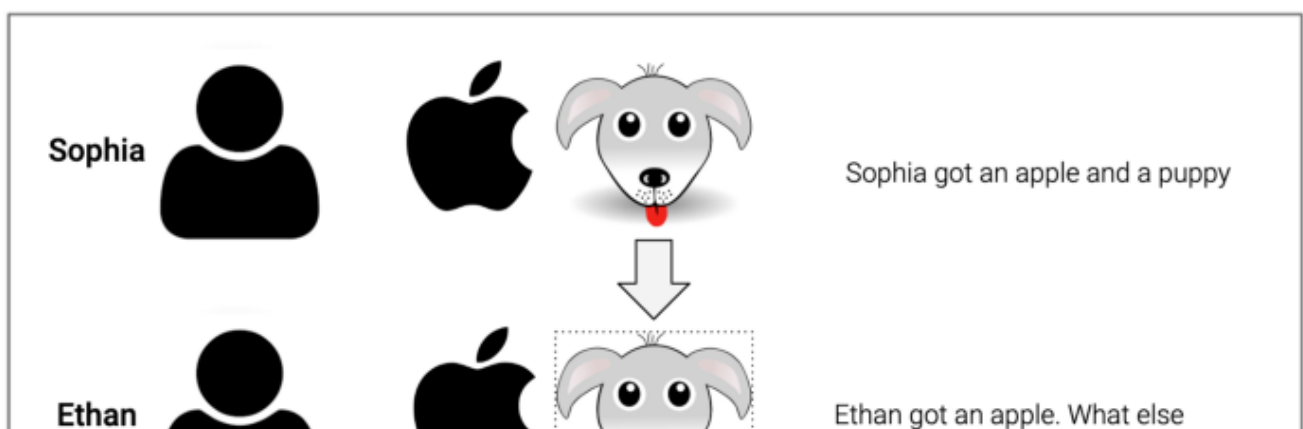 Sophia
Sophia got an apple and a puppy
Ethan
Ethan got an apple. What else